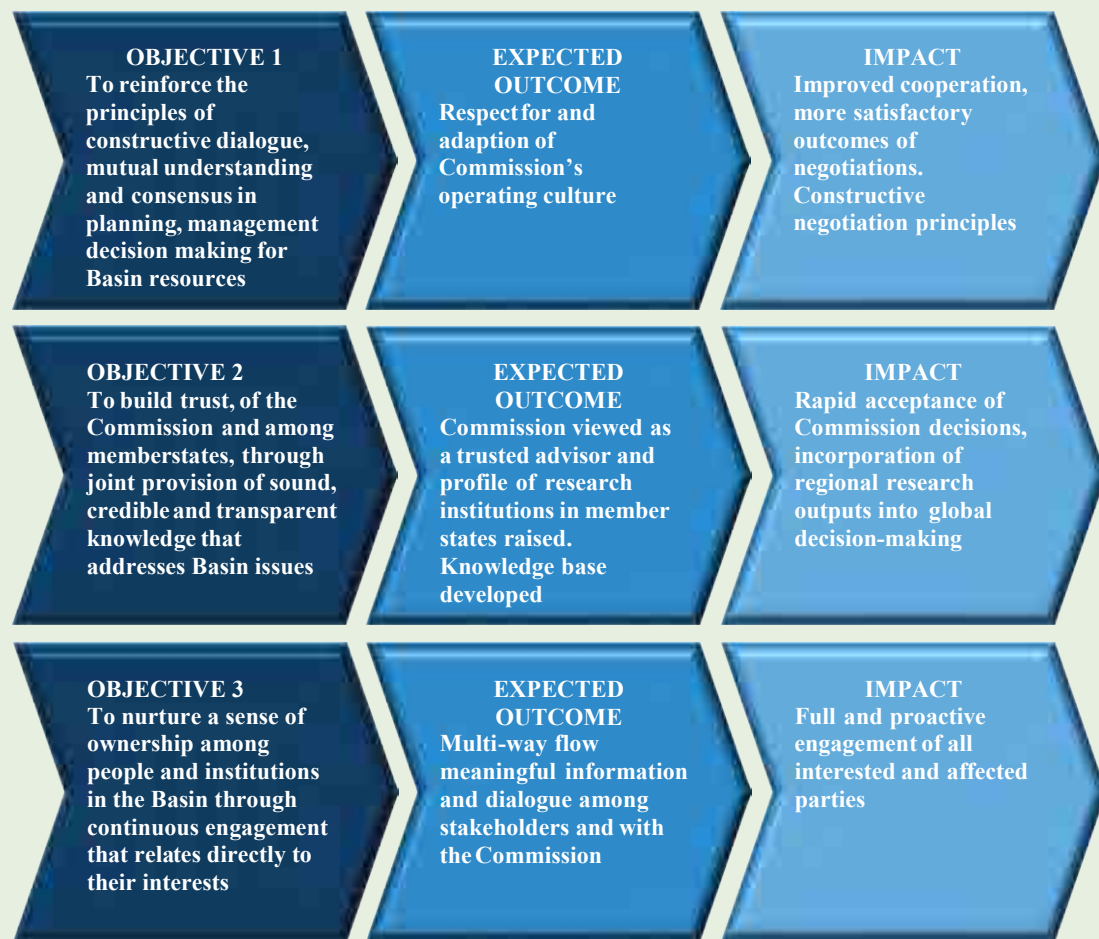 OBJECTIVE 1
To reinforce the
principles of
constructive dialogue,
mutual understanding
and consensus in
planning, management
decision making for
Basin resources
EXPECTED
OUTCOME
Respect for and
adaption of
Commission's
operating culture
IMPACT
Improved cooperation,
more satisfactory
outcomes of
negotiations.
Constructive
negotiation principles
OBJECTIVE 2
To build trust, of the
Commission and among
memberstates, through
joint provision of sound,
credible and transparent
knowledge that
addresses Basin issues
EXPECTED
OUTCOME
Commission viewed as
a trusted advisor and
profile of research
institutions in member
states raised.
Knowledge base
developed
IMPACT
Rapid acceptance of
Commission decisions,
incorporation of
regional research
outputs into global
decision-making
OBJECTIVE 3
To nurture a sense of
ownership among
people and institutions
in the Basin through
continuous engagement
that relates directly to
their interests
EXPECTED
OUTCOME
Multi-way flow
meaningful information
and dialogue among
stakeholders and with
the Commission
IMPACT
Full and proactive
engagement of all
interested and affected
parties